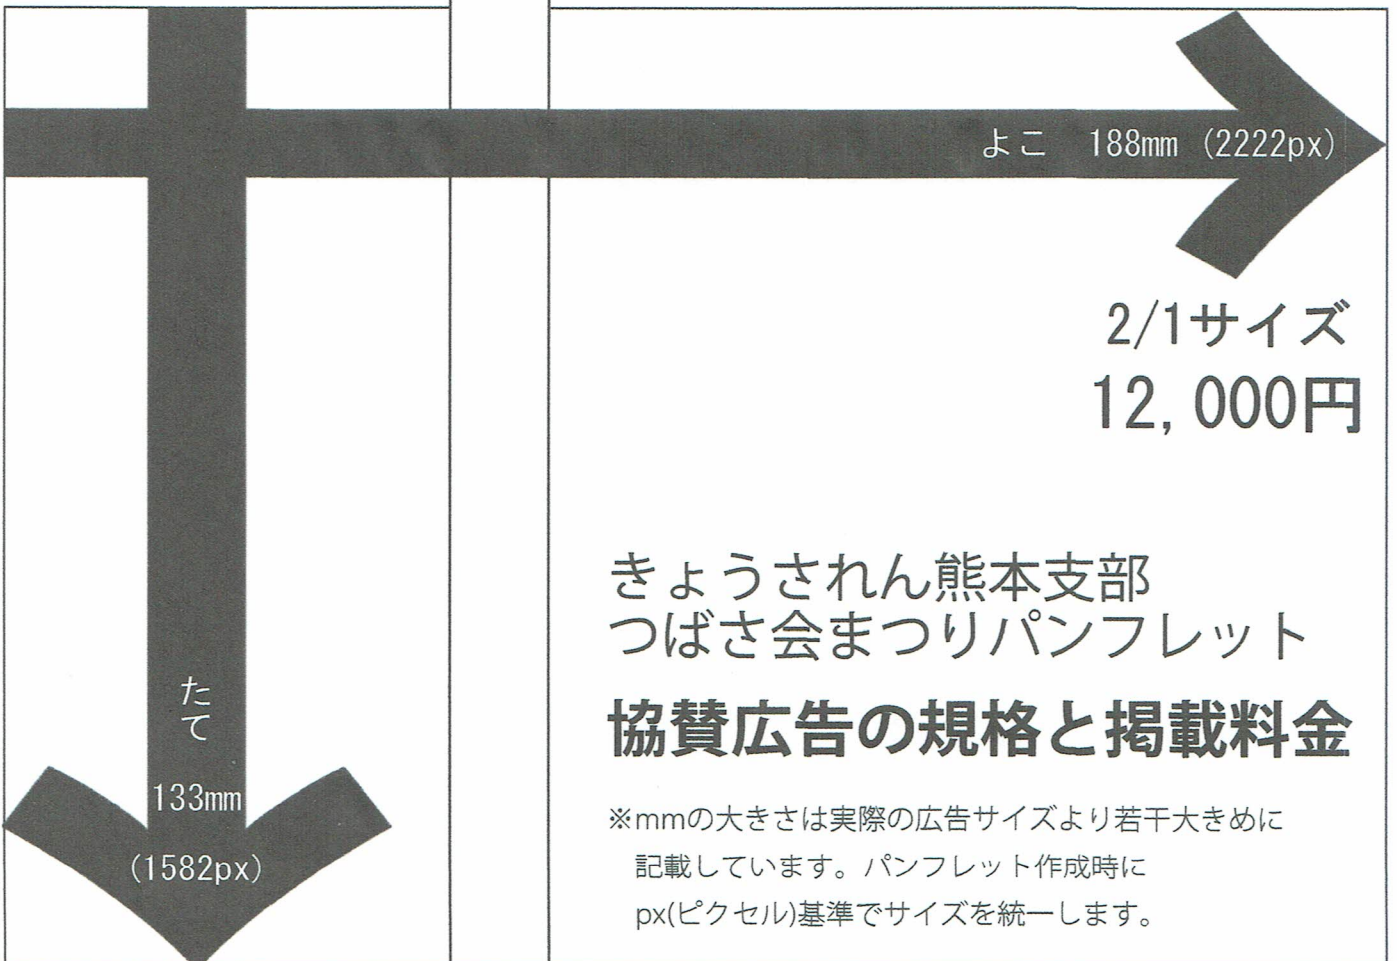 よこ　188mm (2222px)
2/1サイズ
12,000円
きょうされん熊本支部
つばさ会まつりパンフレット
協賛広告の規格と掲載料金
※mmの大きさは実際の広告サイズより若干大きめに
記載しています。パンフレット作成時に
px(ピクセル)基準でサイズを統一します。
たて
133mm
(1582px)